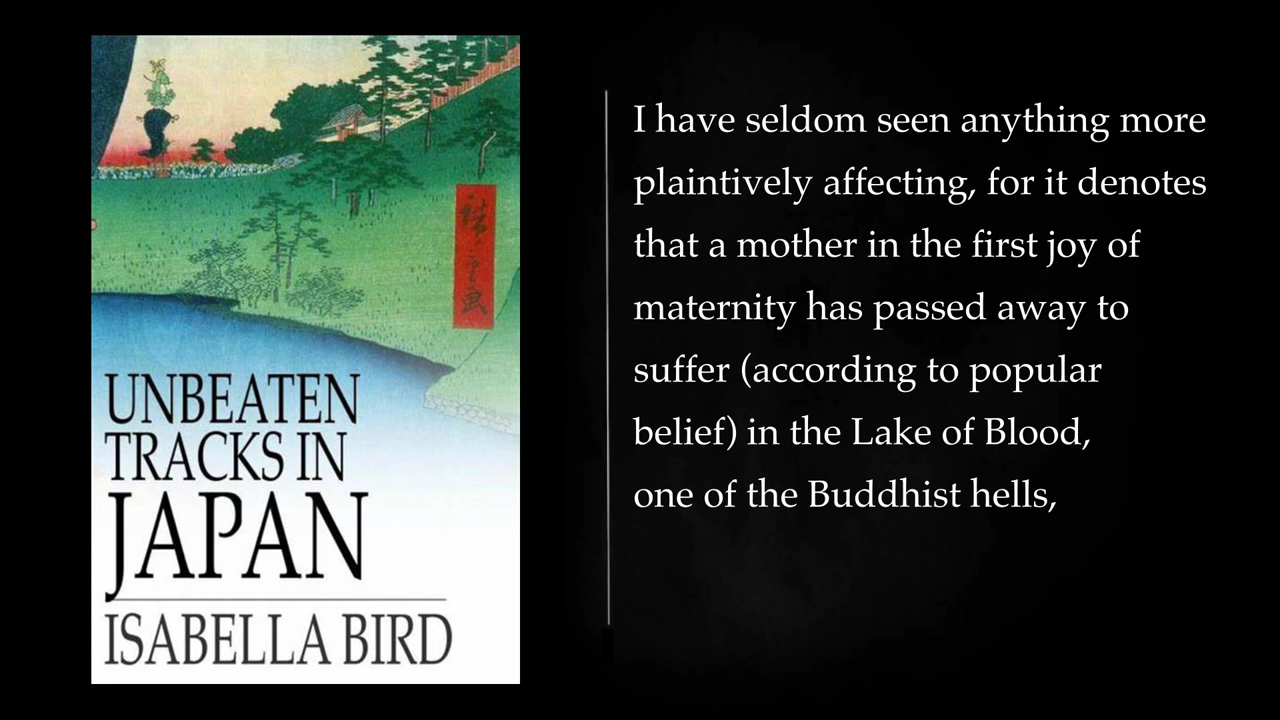 UNBEATEN
TRACKS IN
JAPAN
ISABELLA BIRD
I have seldom seen anything more
plaintively affecting, for it denotes
that a mother in the first joy of
maternity has passed away to
suffer (according to popular
belief) in the Lake of Blood,
one of the Buddhist hells,